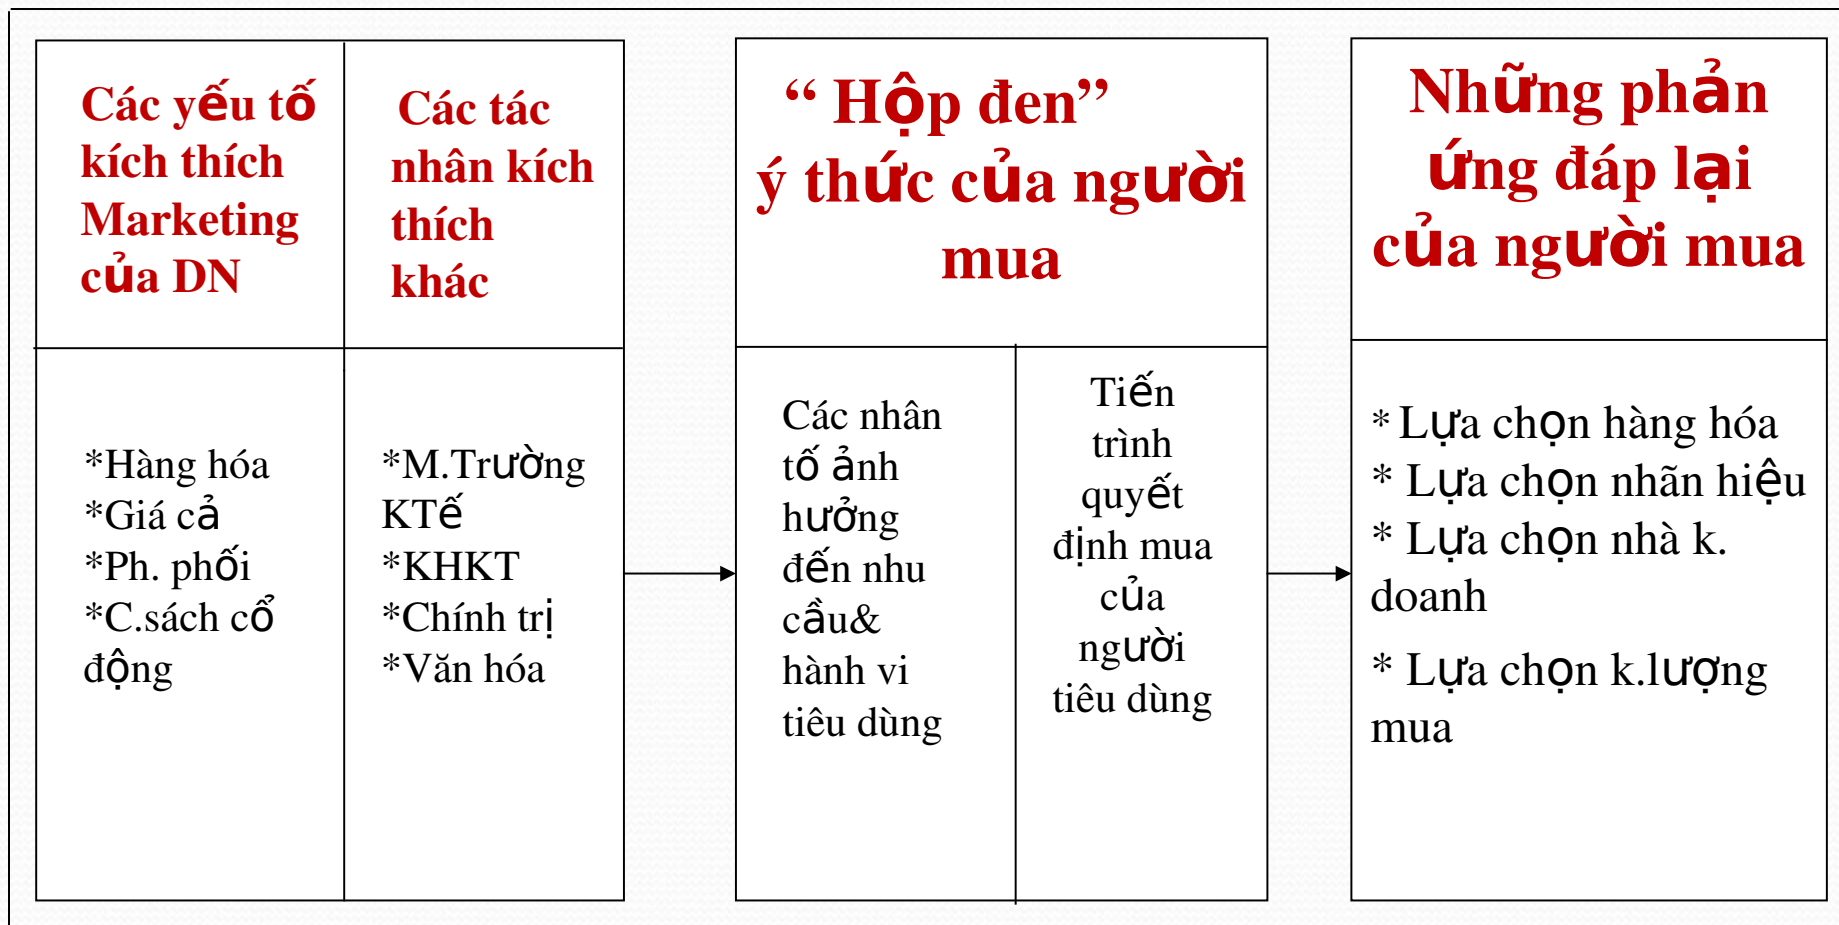 Các yếu tố
kích thích
Marketing
của DN
Các tác
nhân kích
thích
khác
“ Hộp đen”
ý thức của người
mua
Những phản
ứng đáp lại
của người mua
*Hàng hóa
*Giá cả
*Ph. phối
*C.sách cổ
động
*M.Trường
KTế
*KHKT
*Chính trị
*Văn hóa
Các nhân
tố ảnh
hưởng
đến nhu
cầu&
hành vi
tiêu dùng
Tiến
trình
quyết
định mua
của
người
tiêu dùng
* Lựa chọn hàng hóa
* Lựa chọn nhãn hiệu
* Lựa chọn nhà k.
doanh
* Lựa chọn k.lượng
mua